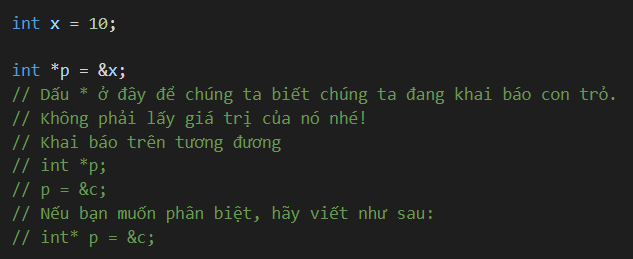 int x = 10;
int *p = &x;
// Dấu * ở đây để chúng ta biết chúng ta đang khai báo con trỏ.
// Không phải lấy giá trị của nó nhé!
// Khai báo trên tương đương
// int *p;
// p = &c;
// Nếu bạn muốn phân biệt, hãy viết như sau:
// int* p = &c;